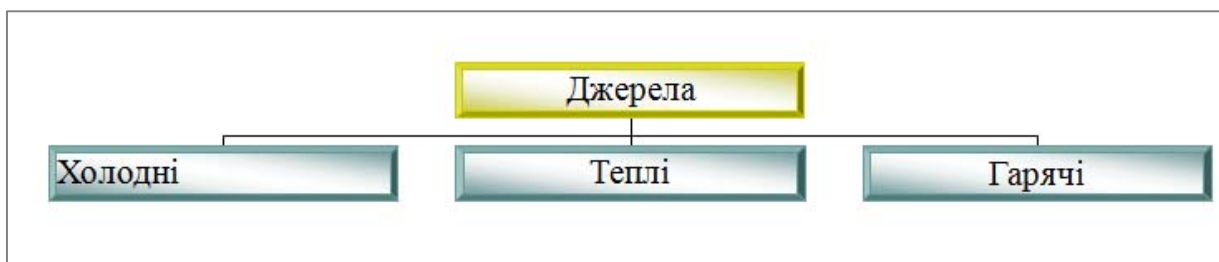 Джерела
Холодні
Теплі
Гарячі